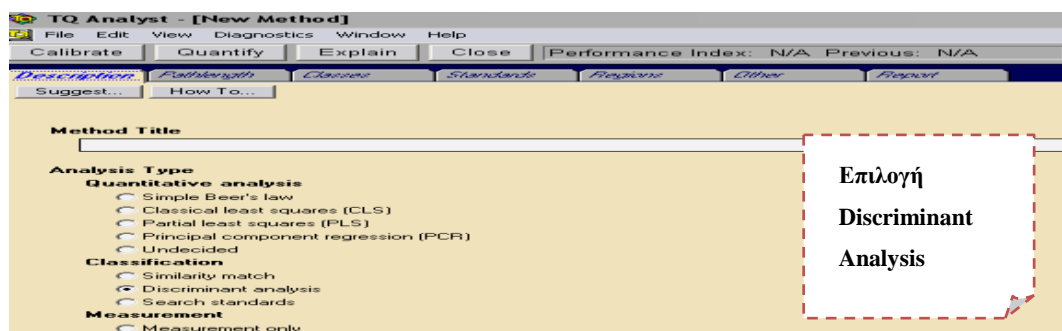 TQ Analyst - [New Method]
File Edit View Diagnostics Window Help
Calibrate Quantify Explain Close Performance Index: N/A Previous: N/A
Description Pathlength Classes Standards Regions Other Report
Suggest... How To...
Method Title
Analysis Type
Quantitative analysis
Simple Beer's law
Classical least squares (CLS)
Partial least squares (PLS)
Principal component regression (PCR)
Undecided
Classification
Similarity match
Discriminant analysis
Search standards
Measurement
Measurement only
Επιλογή
Discriminant
Analysis